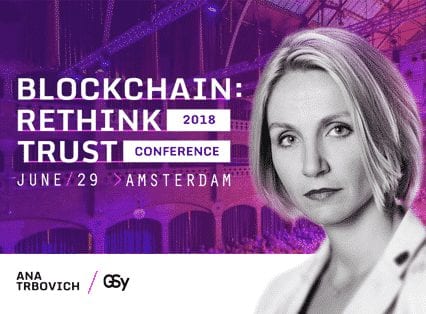 BLOCKCHAIN:
RETHINK 2018
TRUST CONFERENCE
JUNE/29 >AMSTERDAM
ANA
TRBOVICH / GSy